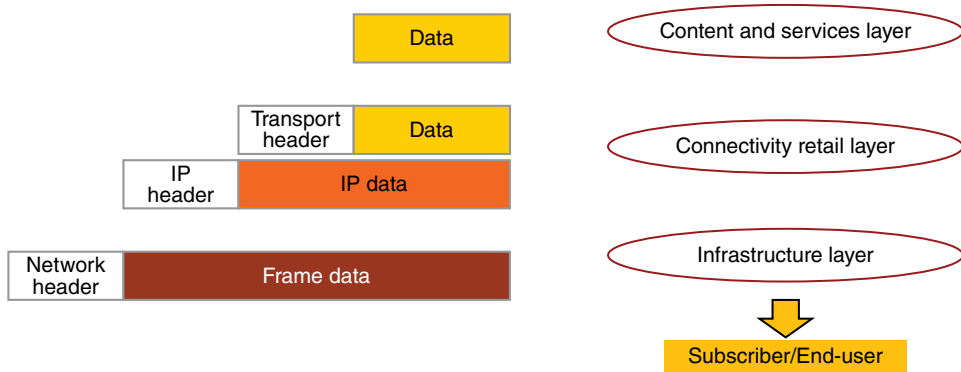 Data
Content and services layer
Transport
header
Data
Connectivity retail layer
IP
header
IP data
Network
header
Frame data
Infrastructure layer
Subscriber/End-user